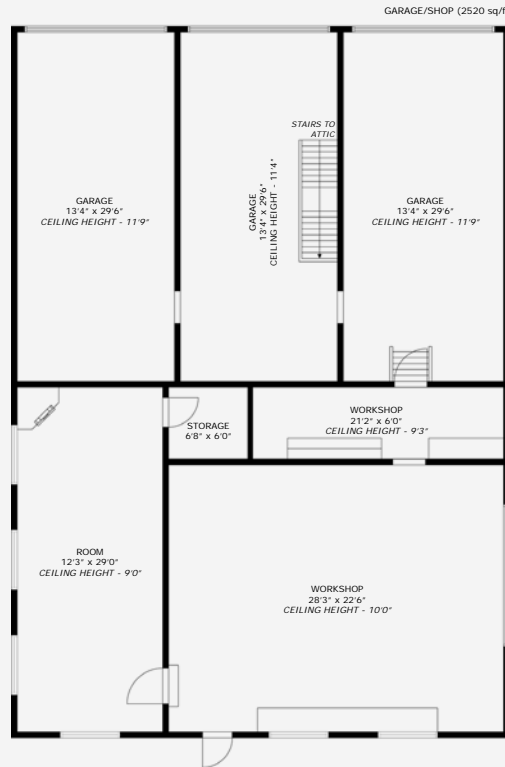 GARAGE/SHOP (2520 sq/f
STAIRS TO
ATTIC
GARAGE
13'4" x 29'6"
CEILING HEIGHT - 11'9"
GARAGE
13'4" x 29'6"
CEILING HEIGHT - 11'4"
GARAGE
13'4" x 29'6"
CEILING HEIGHT - 11'9"
STORAGE
6'8" x 6'0"
WORKSHOP
21'2" x 6'0"
CEILING HEIGHT - 9'3"
ROOM
12'3" x 29'0"
CEILING HEIGHT - 9'0"
WORKSHOP
28'3" x 22'6"
CEILING HEIGHT - 10'0"